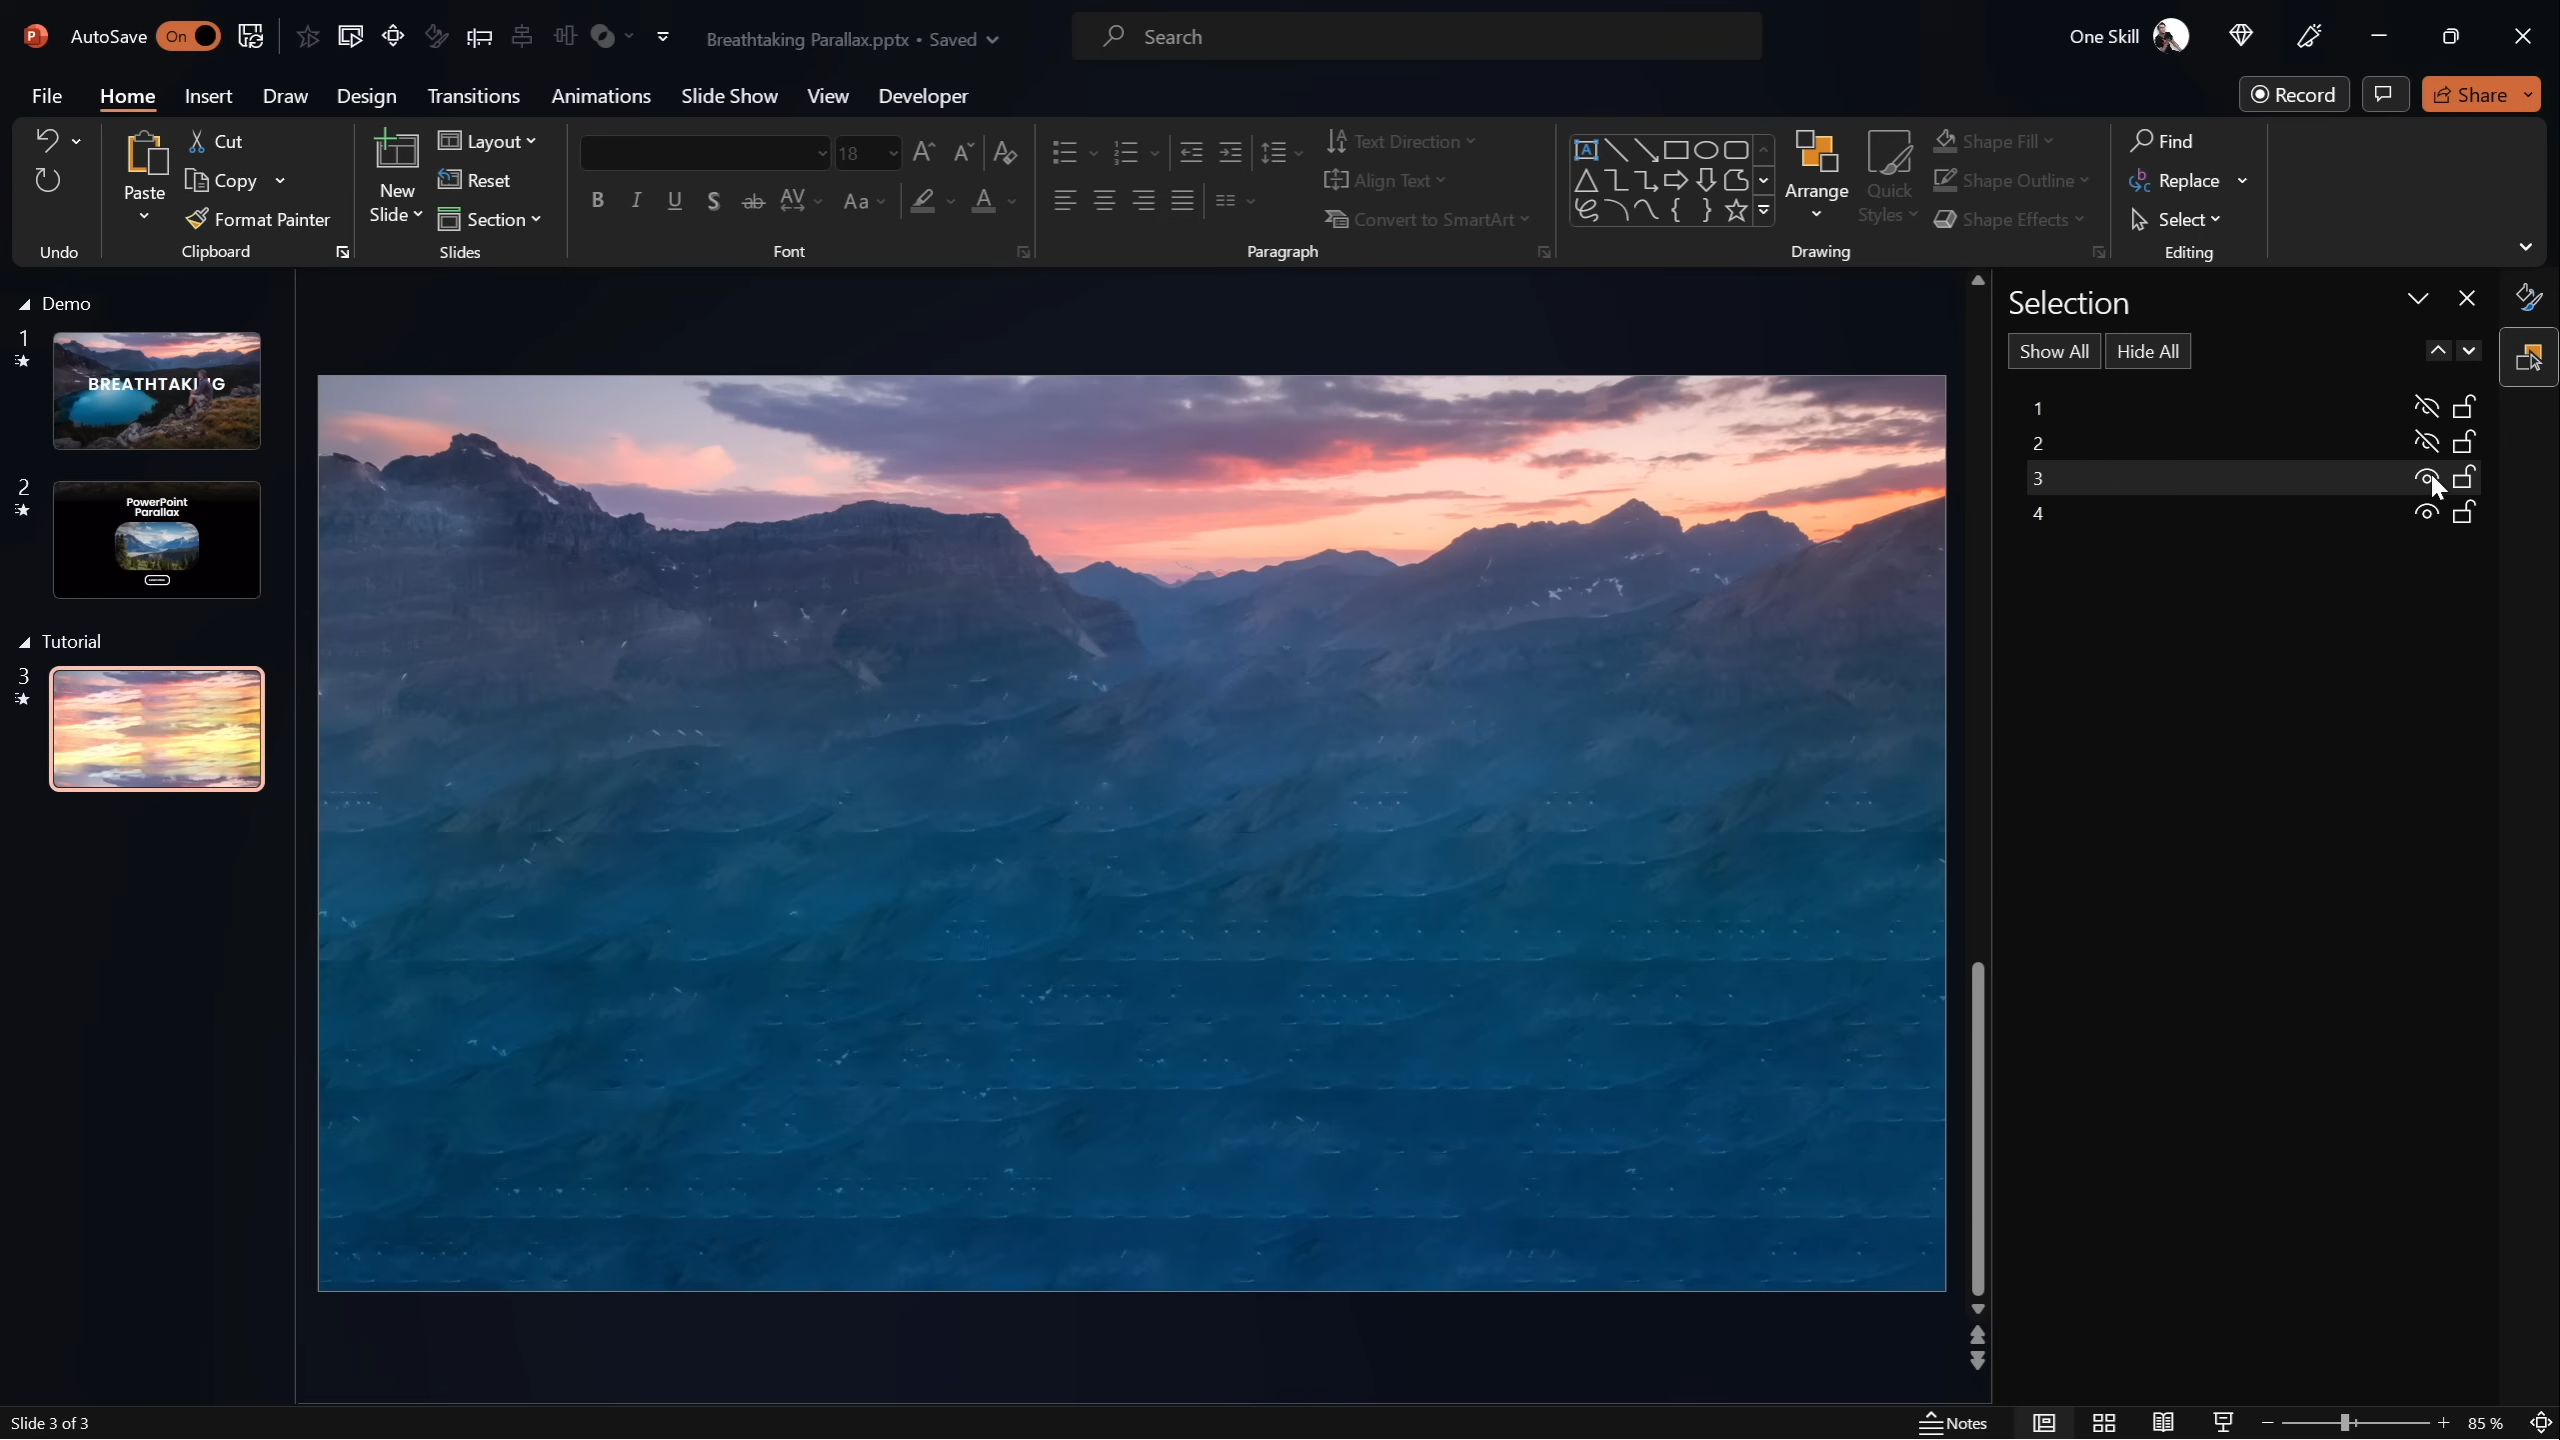 AutoSave On
Breathtaking Parallax.pptx • Saved
Search
One Skill
File Home Insert Draw Design Transitions Animations Slide Show View Developer
Record
Share
Paste
Cut
Copy
Format Painter
New
Slide
Layout
Reset
Section
18
B I U S ab AV Aa A
Text Direction
Align Text
Convert to SmartArt
Arrange
Quick
Styles
Shape Fill
Shape Outline
Shape Effects
Find
Replace
Select
Undo Clipboard Slides Font Paragraph Drawing Editing
Demo
1
BREATHTAKING
2
PowerPoint
Parallax
Tutorial
3
Selection
Show All Hide All
1
2
3
4
Slide 3 of 3
Notes
85 %